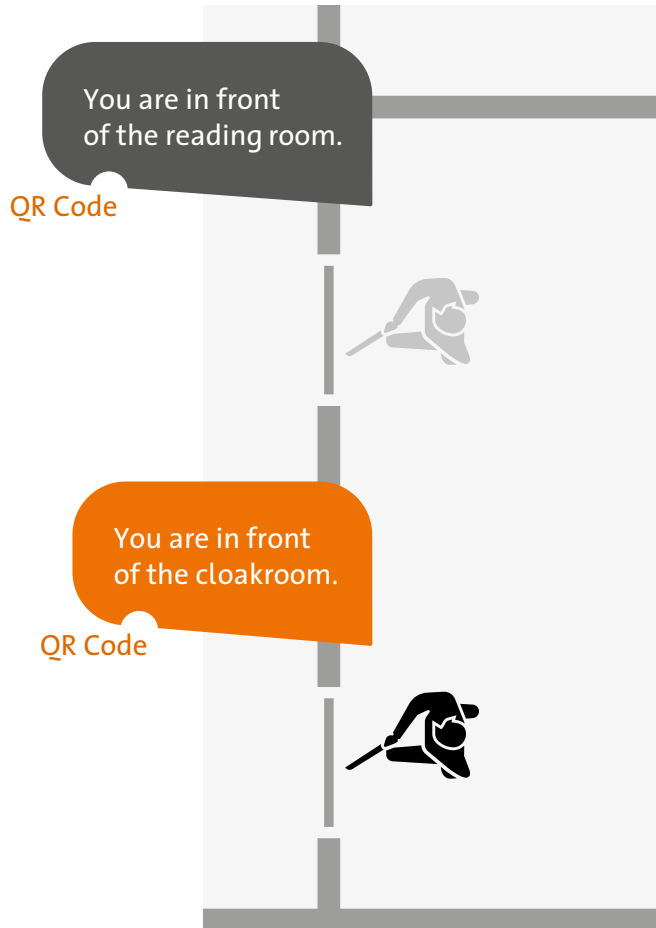 You are in front
of the reading room.
QR Code
You are in front
of the cloakroom.
QR Code